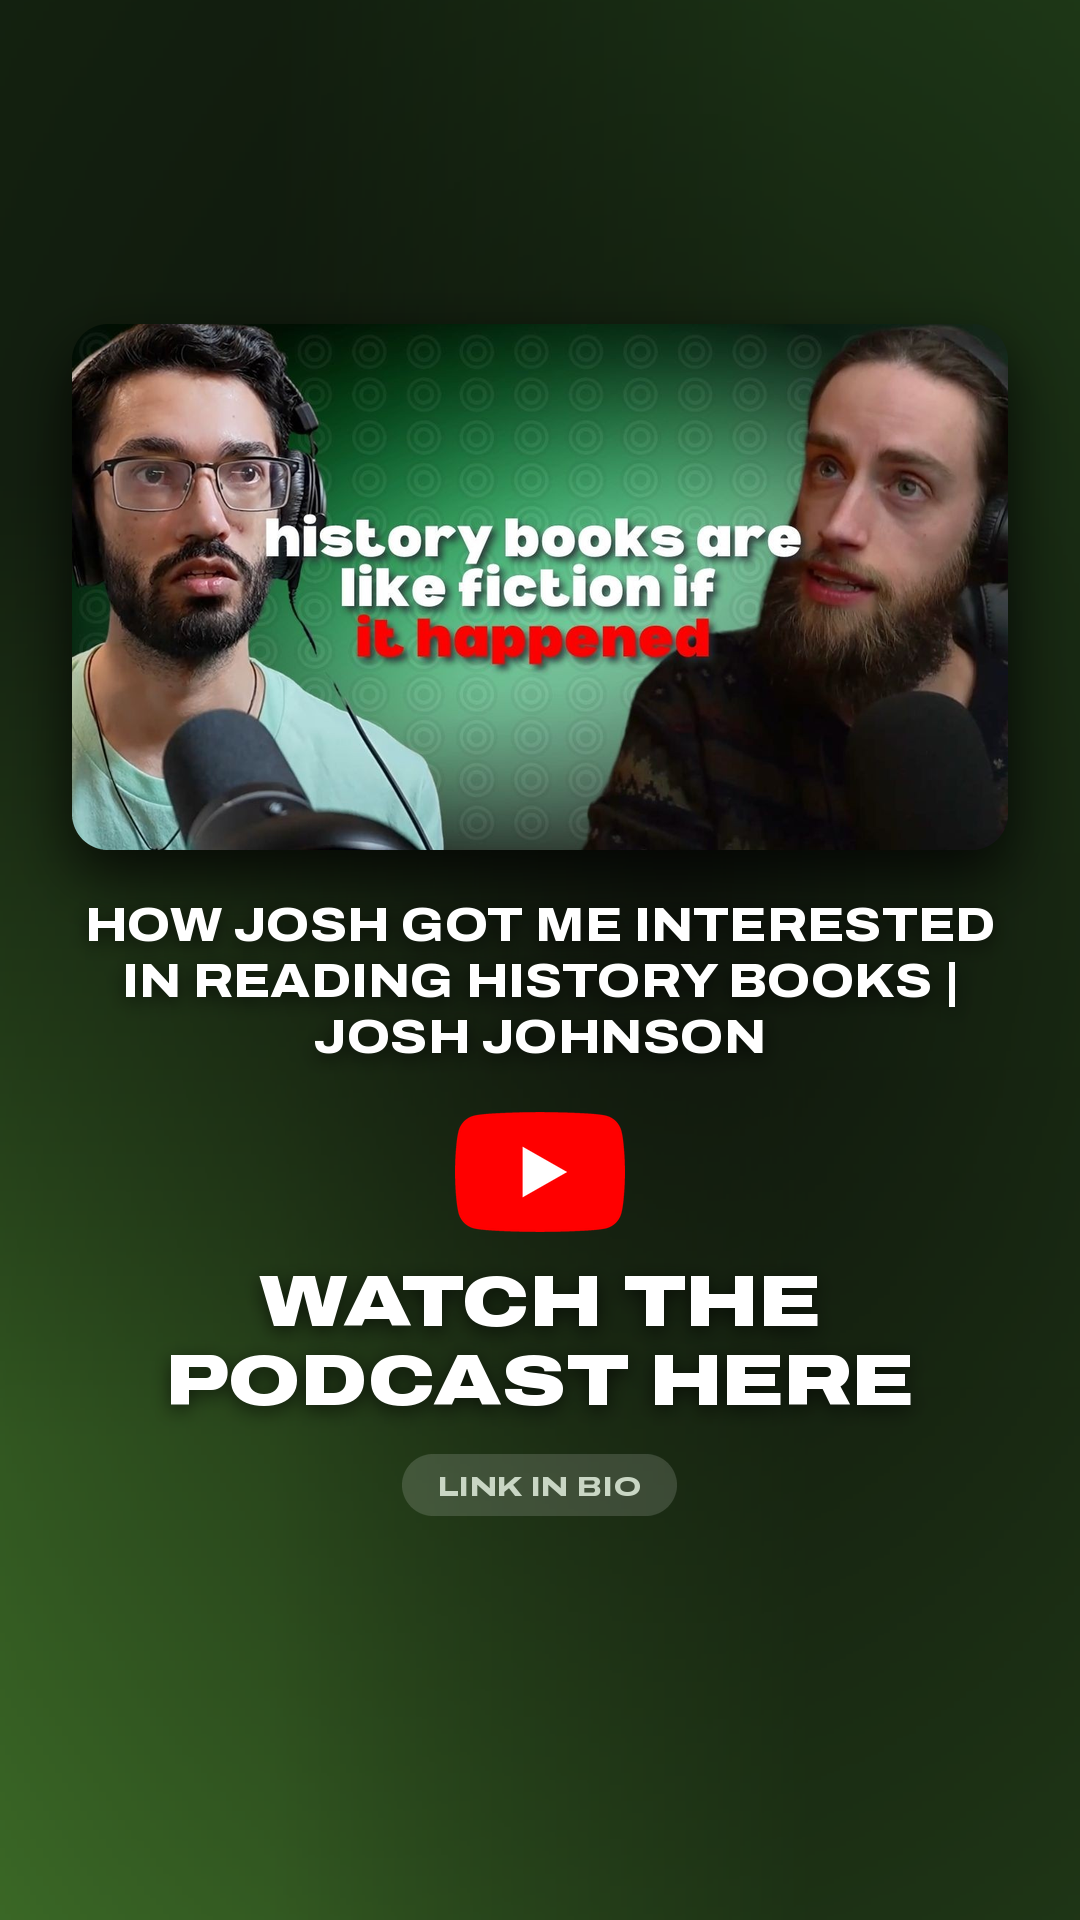 history books are
like fiction if
it happened
HOW JOSH GOT ME INTERESTED
IN READING HISTORY BOOKS |
JOSH JOHNSON
WATCH THE
PODCAST HERE
LINK IN BIO